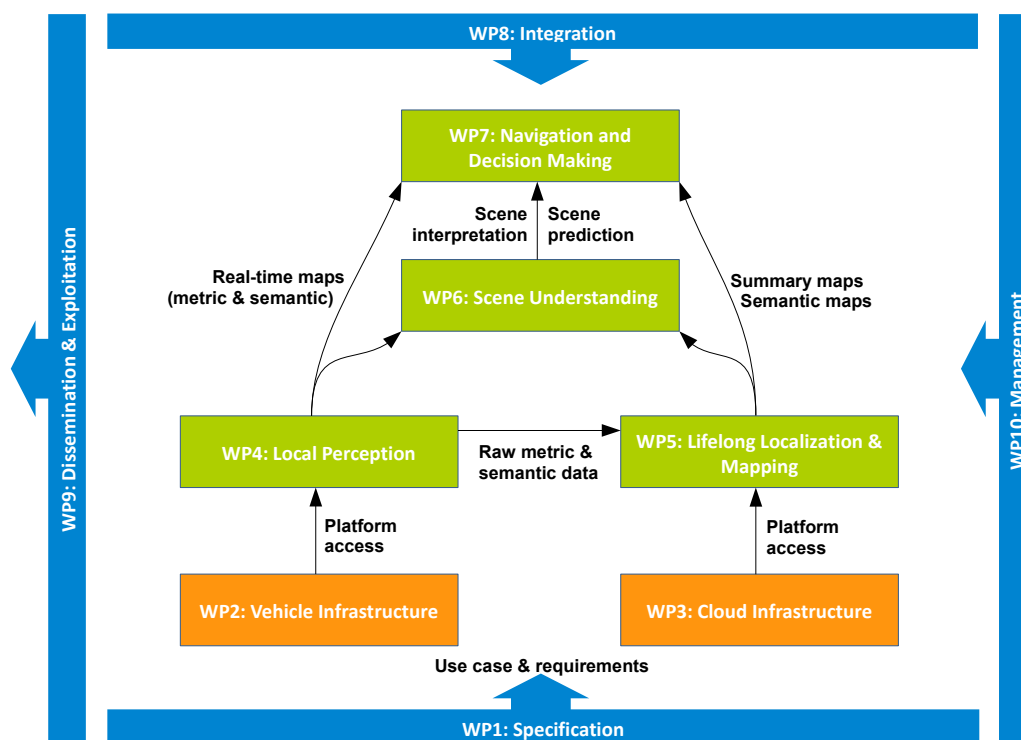 WP8: Integration
WP7: Navigation and
Decision Making
Scene
interpretation
Scene
prediction
Real-time maps
(metric & semantic)
WP6: Scene Understanding
Summary maps
Semantic maps
WP9: Dissemination & Exploitation
WP10: Management
WP4: Local Perception
Raw metric &
semantic data
WP5: Lifelong Localization &
Mapping
Platform
access
Platform
access
WP2: Vehicle Infrastructure
WP3: Cloud Infrastructure
Use case & requirements
WP1: Specification